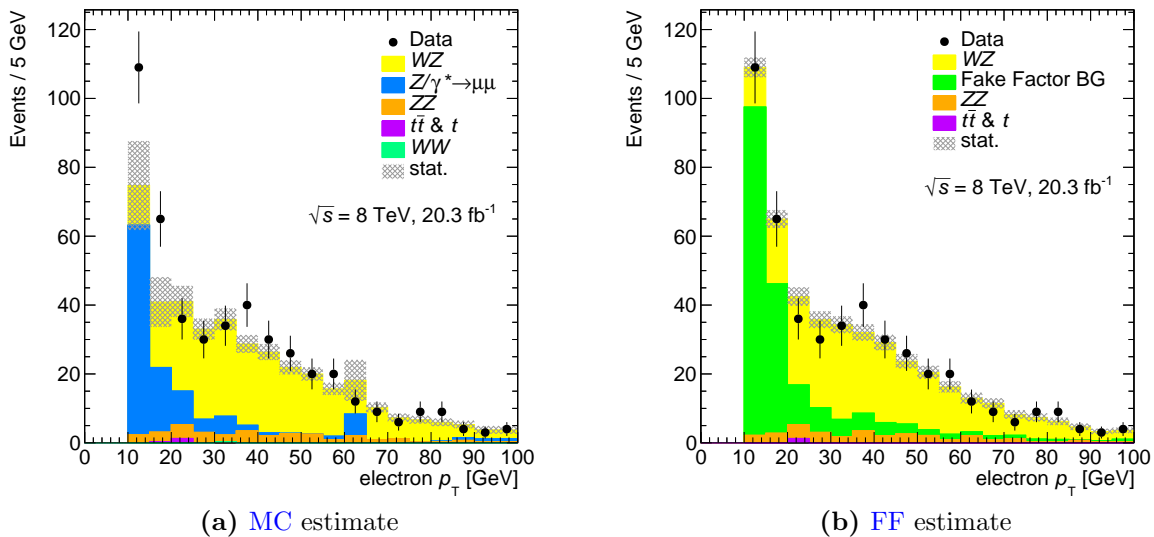 Events / 5 GeV
120
100
80
60
40
20
0
Data
WZ
Z/γ*→μμ
ZZ
tt̄ & t
WW
stat.
√s = 8 TeV, 20.3 fb⁻¹
0 10 20 30 40 50 60 70 80 90 100
electron p_T [GeV]
(a) MC estimate
Events / 5 GeV
120
100
80
60
40
20
0
Data
WZ
Fake Factor BG
ZZ
tt̄ & t
stat.
√s = 8 TeV, 20.3 fb⁻¹
0 10 20 30 40 50 60 70 80 90 100
electron p_T [GeV]
(b) FF estimate